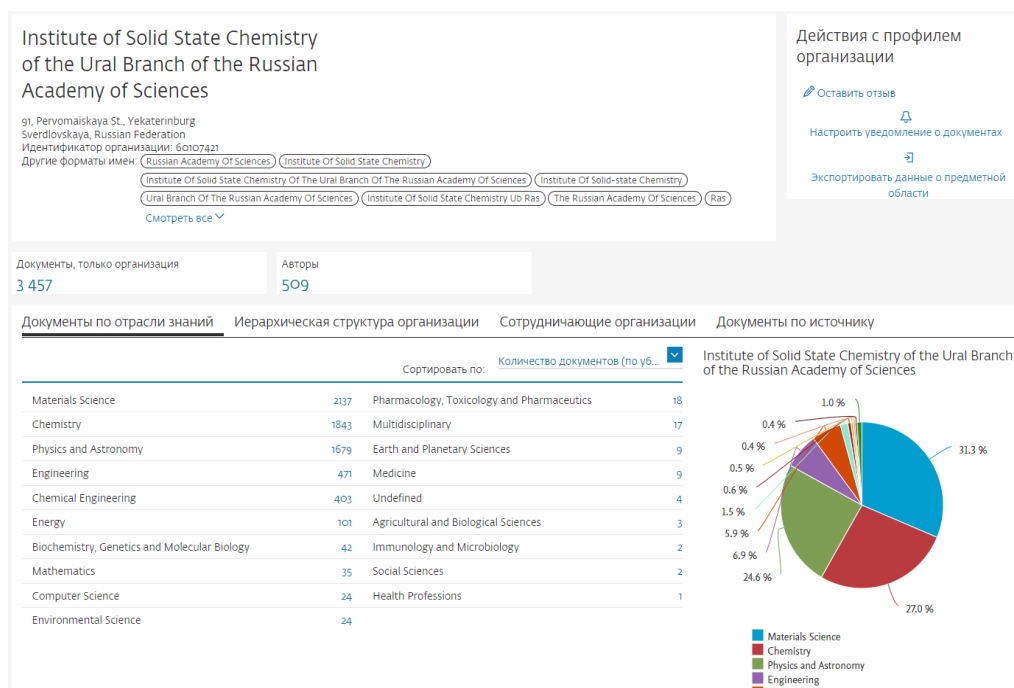 Institute of Solid State Chemistry
of the Ural Branch of the Russian
Academy of Sciences
91, Pervomaiskaya St., Yekaterinburg
Sverdlovskaya, Russian Federation
Идентификатор организации: 60107421
Другие форматы имен: Russian Academy Of Sciences Institute Of Solid State Chemistry
Institute Of Solid State Chemistry Of The Ural Branch Of The Russian Academy Of Sciences Institute Of Solid-state Chemistry
Ural Branch Of The Russian Academy Of Sciences Institute Of Solid State Chemistry Ub Ras The Russian Academy Of Sciences Ras
Смотреть все
Действия с профилем
организации
Оставить отзыв
Настроить уведомление о документах
Экспортировать данные о предметной
области
Документы, только организация
3 457
Авторы
509
Документы по отрасли знаний Иерархическая структура организации Сотрудничающие организации Документы по источнику
Сортировать по: Количество документов (по уб...
Materials Science 2137
Chemistry 1843
Physics and Astronomy 1679
Engineering 471
Chemical Engineering 403
Energy 101
Biochemistry, Genetics and Molecular Biology 42
Mathematics 35
Computer Science 24
Environmental Science 24
Pharmacology, Toxicology and Pharmaceutics 18
Multidisciplinary 17
Earth and Planetary Sciences 9
Medicine 9
Undefined 4
Agricultural and Biological Sciences 3
Immunology and Microbiology 2
Social Sciences 2
Health Professions 1
Institute of Solid State Chemistry of the Ural Branch
of the Russian Academy of Sciences
1.0 %
0.4 %
0.4 %
0.5 %
0.6 %
1.5 %
5.9 %
6.9 %
24.6 %
31.3 %
27.0 %
Materials Science
Chemistry
Physics and Astronomy
Engineering